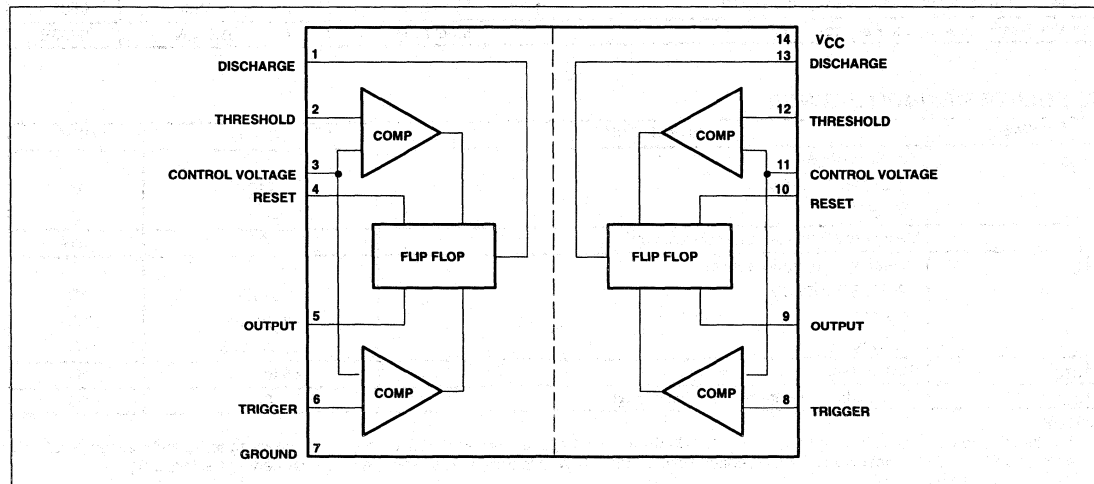 14 VCC
1 13
DISCHARGE DISCHARGE
2 12
THRESHOLD COMP COMP THRESHOLD
3 11
CONTROL VOLTAGE CONTROL VOLTAGE
4 10
RESET RESET
FLIP FLOP FLIP FLOP
5 9
OUTPUT OUTPUT
COMP COMP
6 8
TRIGGER TRIGGER
7
GROUND